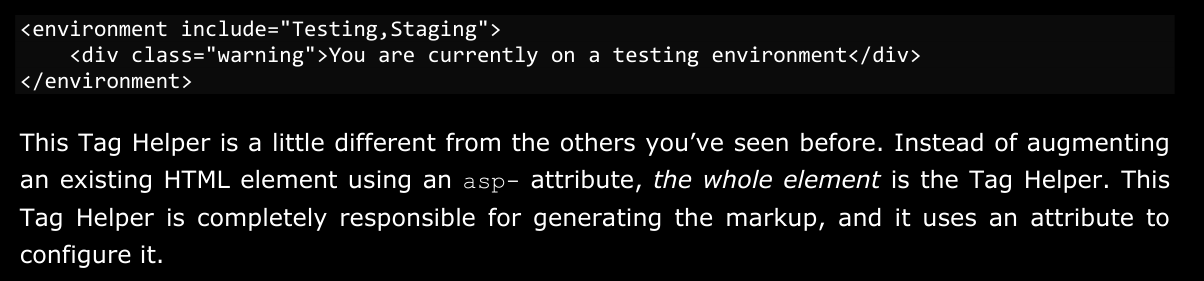 <environment include="Testing,Staging">
    <div class="warning">You are currently on a testing environment</div>
</environment>
This Tag Helper is a little different from the others you’ve seen before. Instead of augmenting
an existing HTML element using an asp- attribute, the whole element is the Tag Helper. This
Tag Helper is completely responsible for generating the markup, and it uses an attribute to
configure it.